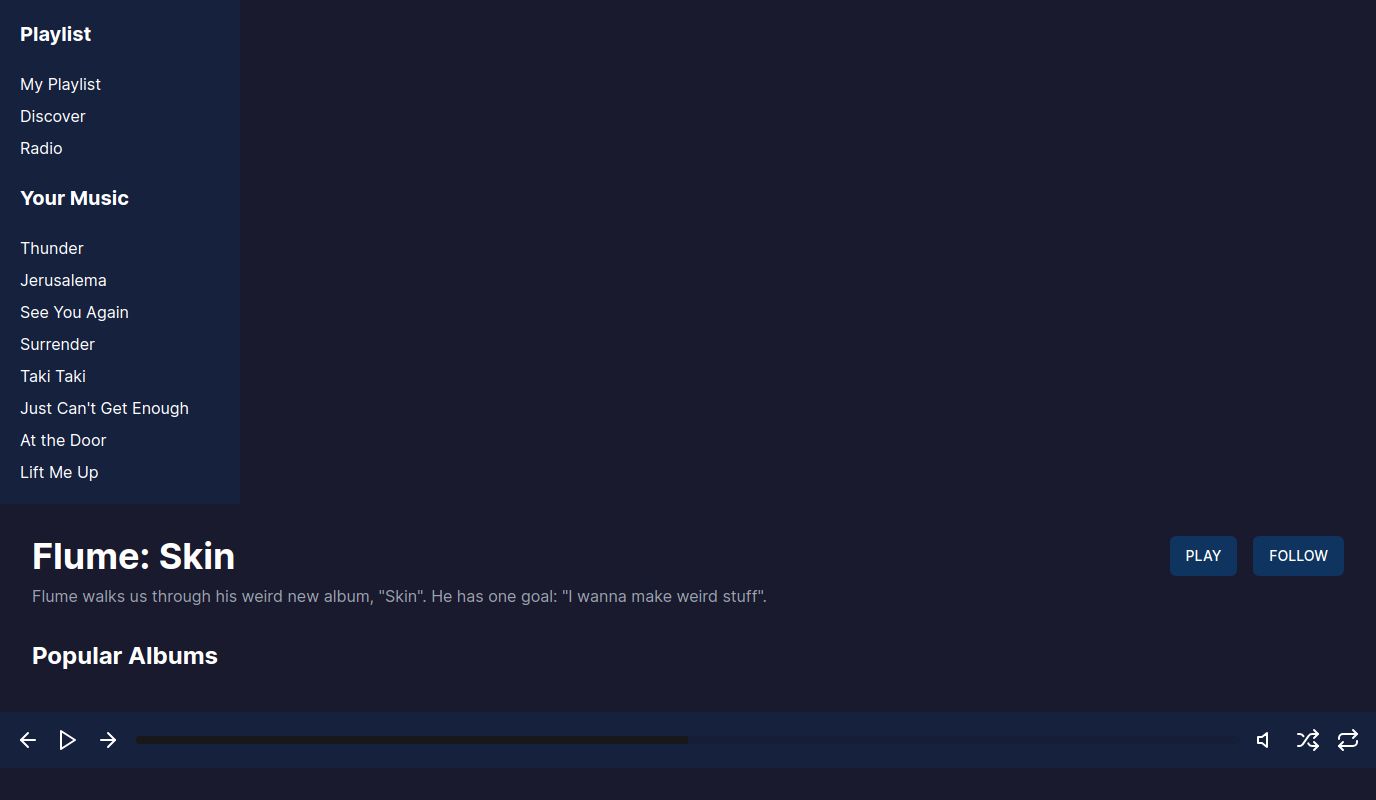 Playlist
My Playlist
Discover
Radio
Your Music
Thunder
Jerusalema
See You Again
Surrender
Taki Taki
Just Can't Get Enough
At the Door
Lift Me Up
Flume: Skin
PLAY
FOLLOW
Flume walks us through his weird new album, "Skin". He has one goal: "I wanna make weird stuff".
Popular Albums